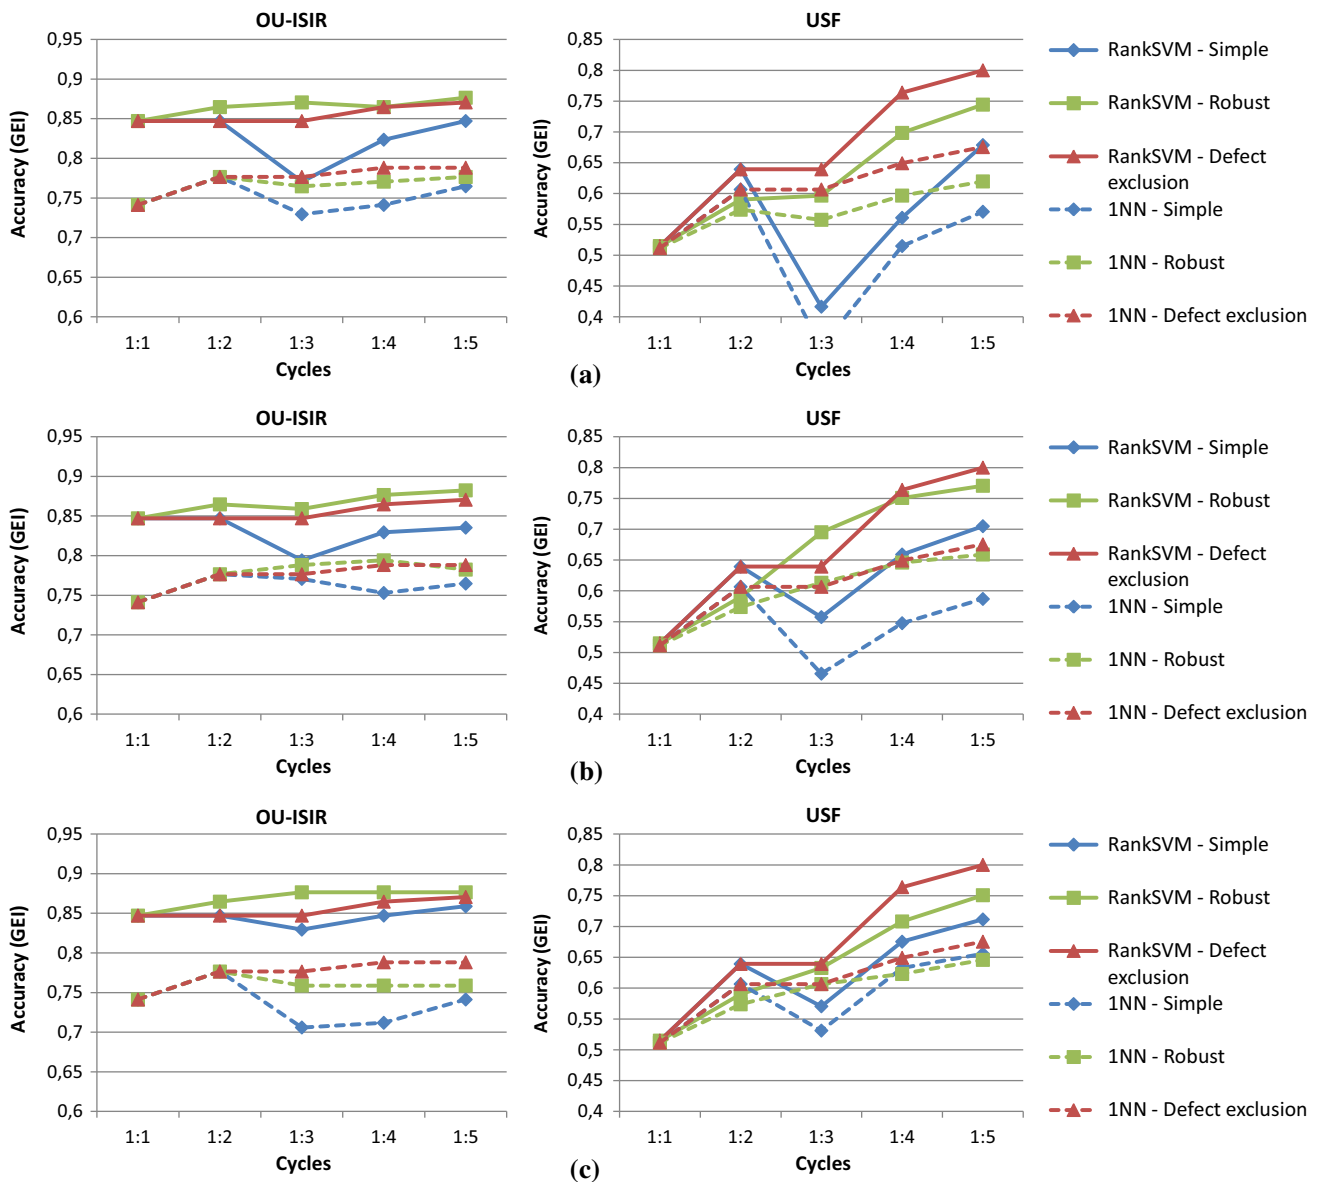 OU-ISIR
0,95
0,9
0,85
0,8
0,75
0,7
0,65
0,6
Accuracy (GEI)
1:1 1:2 1:3 1:4 1:5
Cycles
USF
0,85
0,8
0,75
0,7
0,65
0,6
0,55
0,5
0,45
0,4
Accuracy (GEI)
1:1 1:2 1:3 1:4 1:5
Cycles
RankSVM - Simple
RankSVM - Robust
RankSVM - Defect
exclusion
1NN - Simple
1NN - Robust
1NN - Defect exclusion
(a)
OU-ISIR
0,95
0,9
0,85
0,8
0,75
0,7
0,65
0,6
Accuracy (GEI)
1:1 1:2 1:3 1:4 1:5
Cycles
USF
0,85
0,8
0,75
0,7
0,65
0,6
0,55
0,5
0,45
0,4
Accuracy (GEI)
1:1 1:2 1:3 1:4 1:5
Cycles
RankSVM - Simple
RankSVM - Robust
RankSVM - Defect
exclusion
1NN - Simple
1NN - Robust
1NN - Defect exclusion
(b)
OU-ISIR
0,95
0,9
0,85
0,8
0,75
0,7
0,65
0,6
Accuracy (GEI)
1:1 1:2 1:3 1:4 1:5
Cycles
USF
0,85
0,8
0,75
0,7
0,65
0,6
0,55
0,5
0,45
0,4
Accuracy (GEI)
1:1 1:2 1:3 1:4 1:5
Cycles
RankSVM - Simple
RankSVM - Robust
RankSVM - Defect
exclusion
1NN - Simple
1NN - Robust
1NN - Defect exclusion
(c)